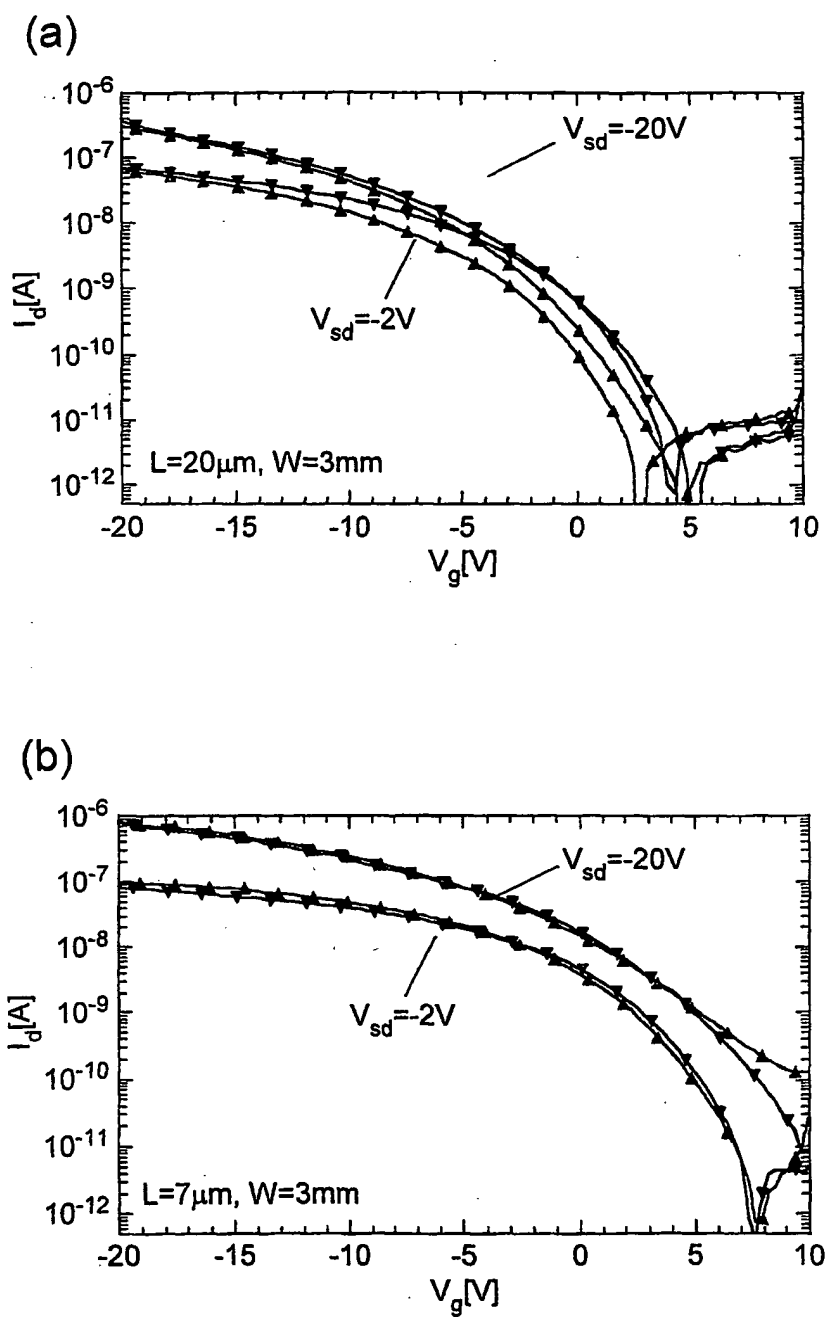 (a)
10^-6
10^-7
10^-8
10^-9
10^-10
10^-11
10^-12
I_d[A]
V_sd=-20V
V_sd=-2V
L=20μm, W=3mm
-20 -15 -10 -5 0 5 10
V_g[V]
(b)
10^-6
10^-7
10^-8
10^-9
10^-10
10^-11
10^-12
I_d[A]
V_sd=-20V
V_sd=-2V
L=7μm, W=3mm
-20 -15 -10 -5 0 5 10
V_g[V]